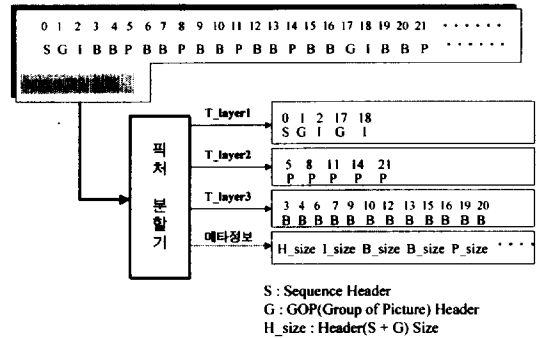 0 1 2 3 4 5 6 7 8 9 10 11 12 13 14 15 16 17 18 19 20 21 ······
S G I B B P B B P B B P B B P B B G I B B P ······
T_layer1
0 1 2 17 18
S G I G I
픽처 분할기
T_layer2
5 8 11 14 21
P P P P P
T_layer3
3 4 6 7 9 10 12 13 15 16 19 20
B B B B B B B B B B B B
메타정보
H_size I_size B_size B_size P_size ····
S : Sequence Header
G : GOP(Group of Picture) Header
H_size : Header(S + G) Size